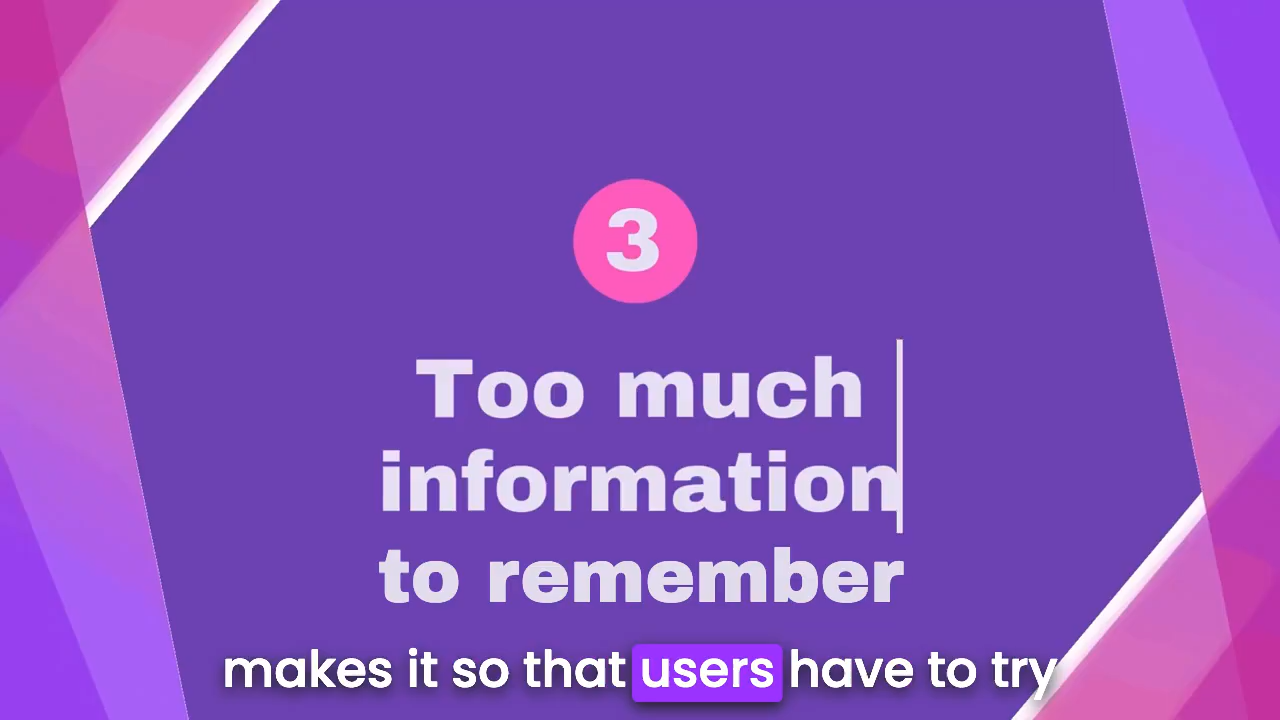 3
Too much
information
to remember
makes it so that users have to try